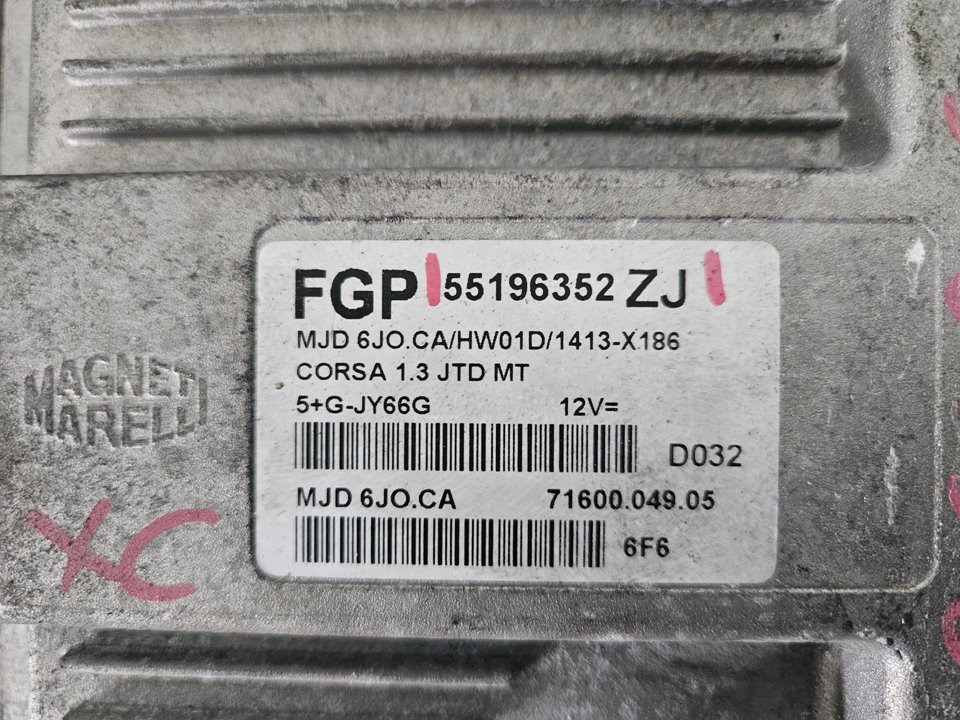 FGP 55196352 ZJ
MJD 6JO.CA/HW01D/1413-X186
CORSA 1.3 JTD MT
5+G-JY66G 12V=
D032
MJD 6JO.CA 71600.049.05
6F6
MAGNETI
MARELLI
XC